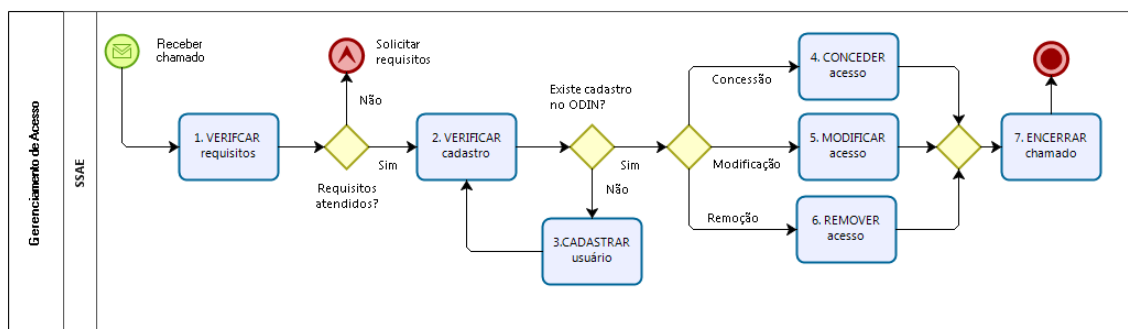 Gerenciamento de Acesso
SSAE
Receber
chamado
1. VERIFCAR
requisitos
Solicitar
requisitos
Não
Sim
Requisitos
atendidos?
2. VERIFICAR
cadastro
Existe cadastro
no ODIN?
Sim
Não
3.CADASTRAR
usuário
Concessão
Modificação
Remoção
4. CONCEDER
acesso
5. MODIFICAR
acesso
6. REMOVER
acesso
7. ENCERRAR
chamado